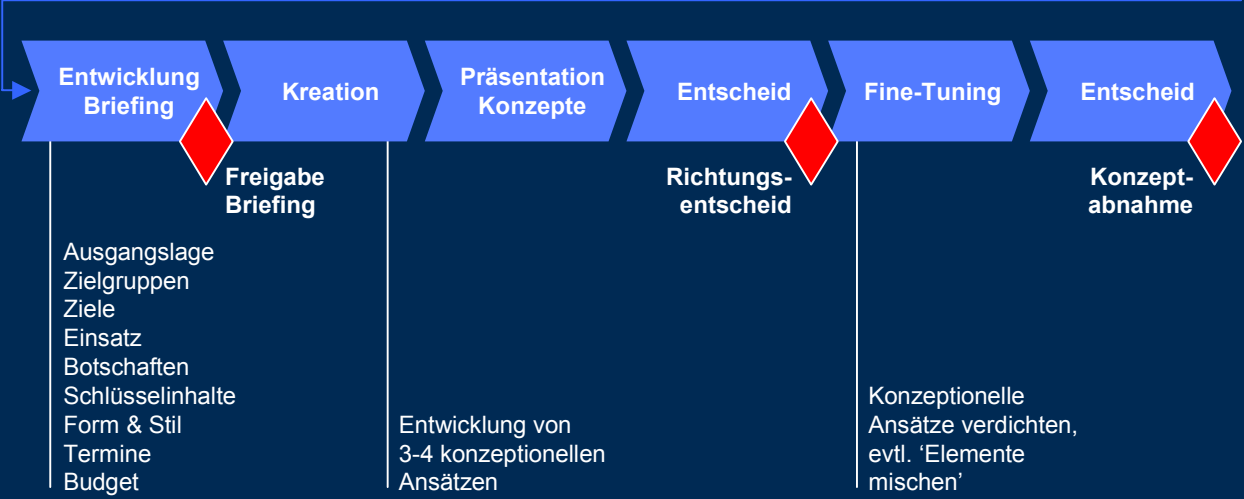 Entwicklung
Briefing
Kreation
Präsentation
Konzepte
Entscheid
Fine-Tuning
Entscheid
Freigabe
Briefing
Richtungs-
entscheid
Konzept-
abnahme
Ausgangslage
Zielgruppen
Ziele
Einsatz
Botschaften
Schlüsselinhalte
Form & Stil
Termine
Budget
Entwicklung von
3-4 konzeptionellen
Ansätzen
Konzeptionelle
Ansätze verdichten,
evtl. ‘Elemente
mischen’